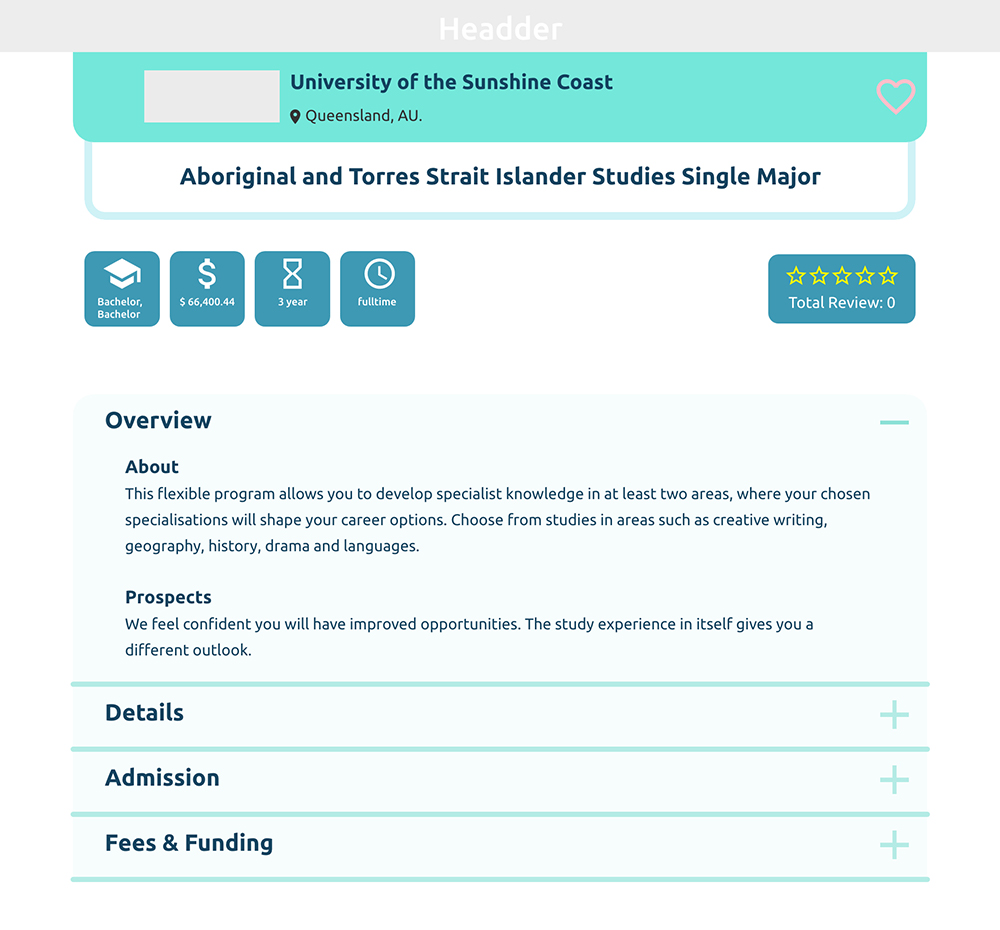 Headder
University of the Sunshine Coast
Queensland, AU.
Aboriginal and Torres Strait Islander Studies Single Major
Bachelor,
Bachelor
$ 66,400.44
3 year
fulltime
Total Review: 0
Overview
About
This flexible program allows you to develop specialist knowledge in at least two areas, where your chosen
specialisations will shape your career options. Choose from studies in areas such as creative writing,
geography, history, drama and languages.
Prospects
We feel confident you will have improved opportunities. The study experience in itself gives you a
different outlook.
Details
Admission
Fees & Funding